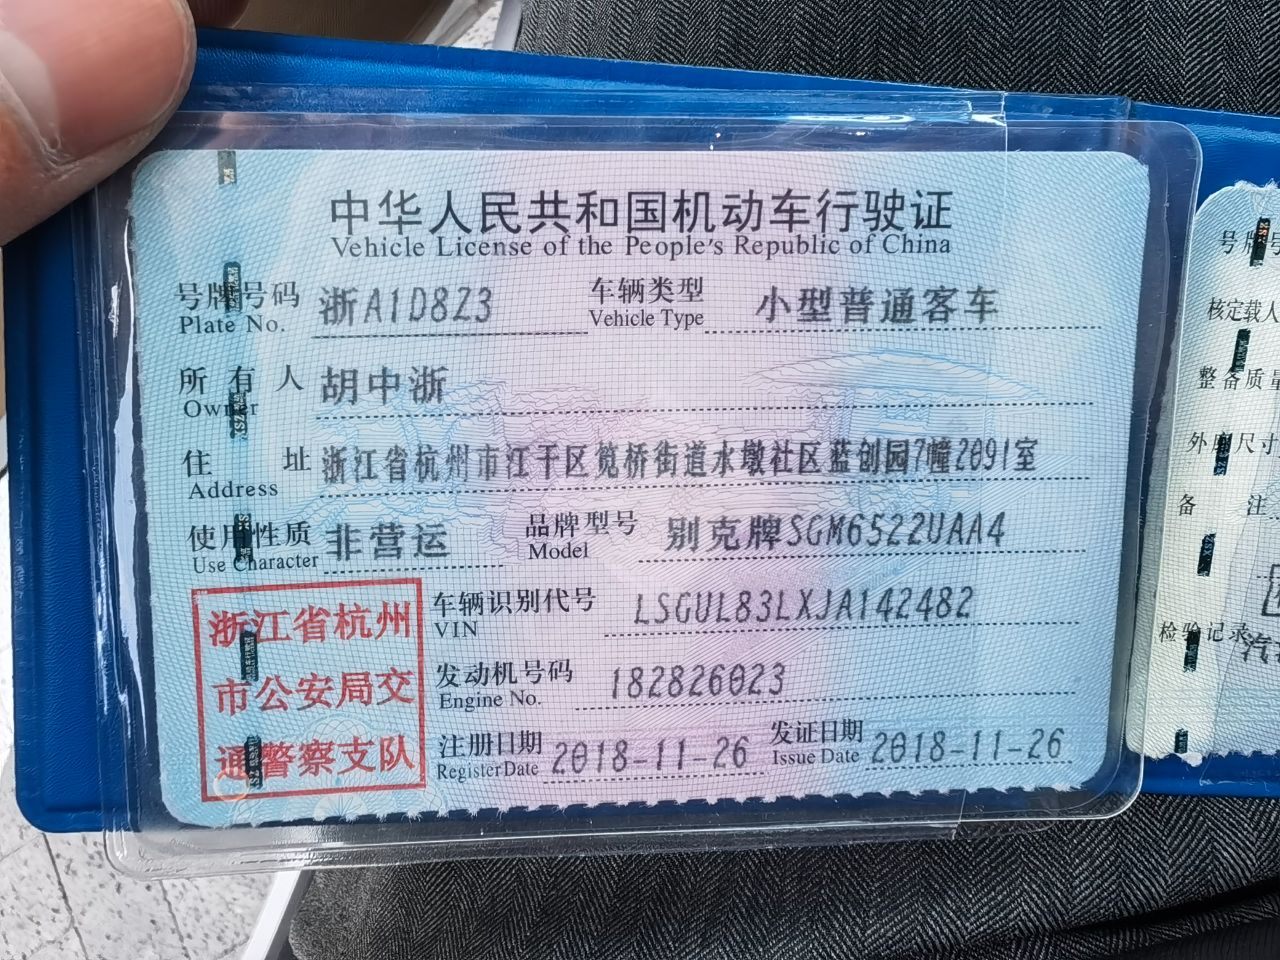 中华人民共和国机动车行驶证
Vehicle License of the People's Republic of China
号牌号码 浙A1D8Z3 车辆类型 小型普通客车
Plate No. Vehicle Type
所有人 胡中浙
Owner
住址 浙江省杭州市江干区笕桥街道水墩社区蓝创园7幢2091室
Address
使用性质 非营运 品牌型号 别克牌SGM6522UAA4
Use Character Model
车辆识别代号 LSGUL83LXJA142482
VIN
发动机号码 182826023
Engine No.
注册日期 2018-11-26 发证日期 2018-11-26
Register Date Issue Date
浙江省杭州
市公安局交
通警察支队
号牌号
核定载人
整备质量
外廓尺寸
备注
检验记录